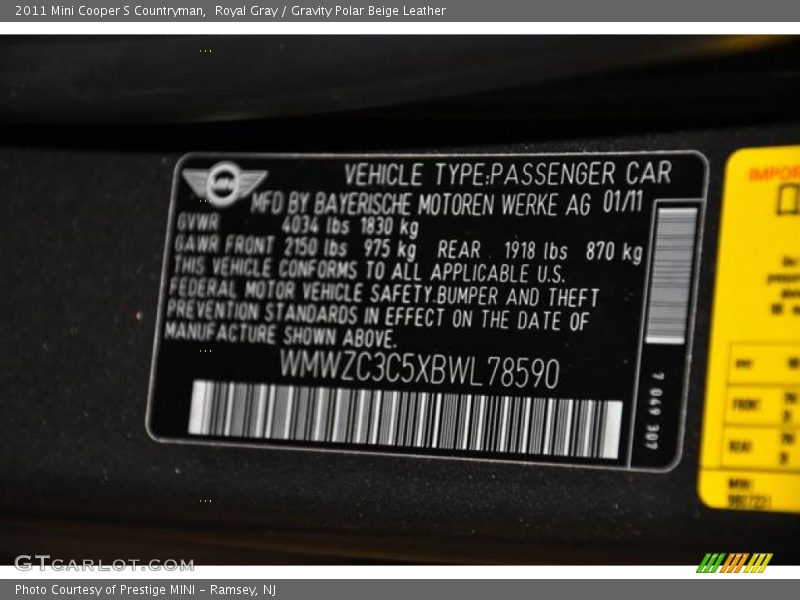 2011 Mini Cooper S Countryman, Royal Gray / Gravity Polar Beige Leather
VEHICLE TYPE:PASSENGER CAR
MFD BY BAYERISCHE MOTOREN WERKE AG 01/11
GVWR 4034 lbs 1830 kg
GAWR FRONT 2150 lbs 975 kg REAR 1918 lbs 870 kg
THIS VEHICLE CONFORMS TO ALL APPLICABLE U.S.
FEDERAL MOTOR VEHICLE SAFETY.BUMPER AND THEFT
PREVENTION STANDARDS IN EFFECT ON THE DATE OF
MANUFACTURE SHOWN ABOVE.
WMWZC3C5XBWL78590
7 049 307
FRONT
REAR
MINI
GTCarLot.com
Photo Courtesy of Prestige MINI – Ramsey, NJ